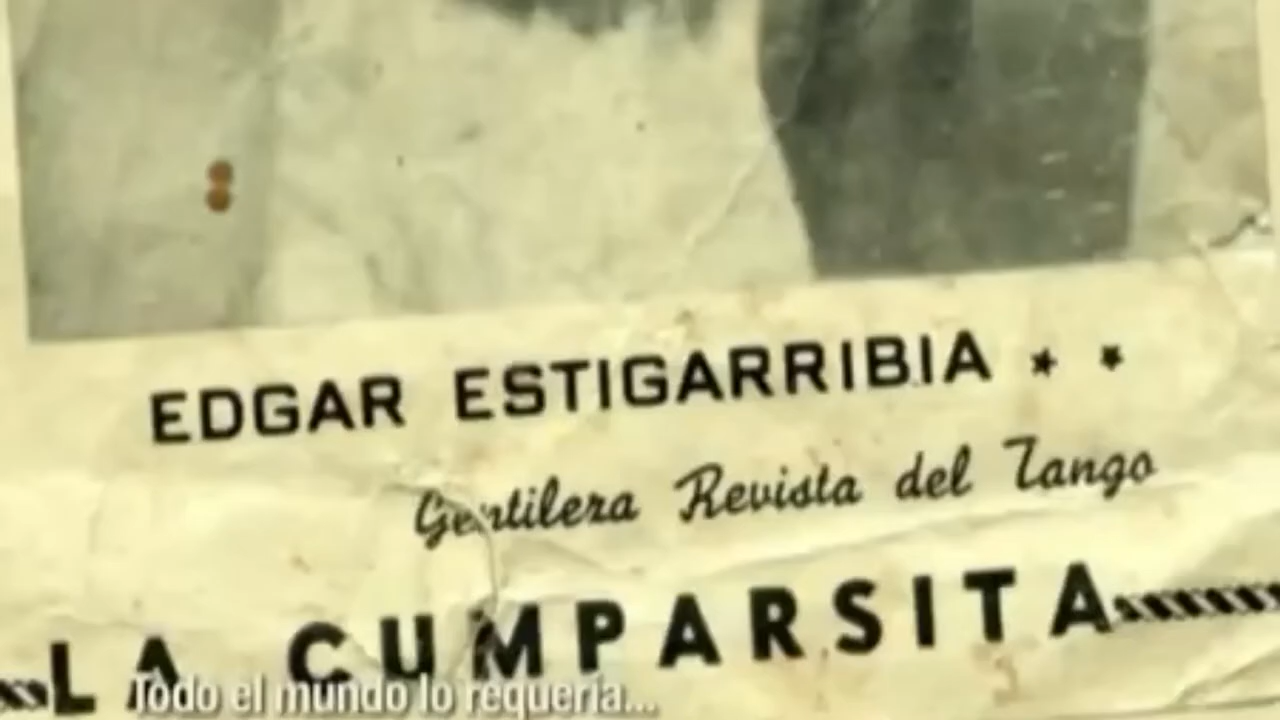 EDGAR ESTIGARRIBIA * *
Gentileza Revista del Tango
LA CUMPARSITA
Todo el mundo lo requería...